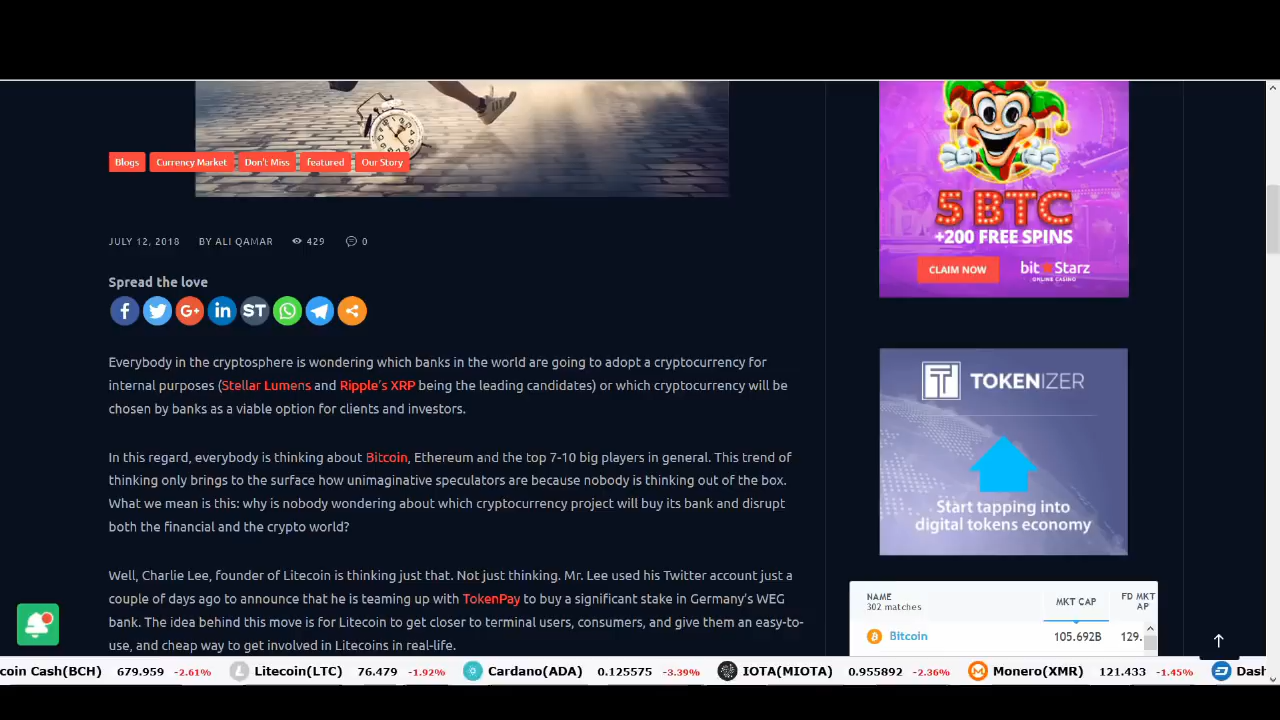 Blogs Currency Market Don't Miss featured Our Story
JULY 12, 2018 BY ALI QAMAR 429 0
Spread the love
ST
Everybody in the cryptosphere is wondering which banks in the world are going to adopt a cryptocurrency for
internal purposes (Stellar Lumens and Ripple's XRP being the leading candidates) or which cryptocurrency will be
chosen by banks as a viable option for clients and investors.
In this regard, everybody is thinking about Bitcoin, Ethereum and the top 7-10 big players in general. This trend of
thinking only brings to the surface how unimaginative speculators are because nobody is thinking out of the box.
What we mean is this: why is nobody wondering about which cryptocurrency project will buy its bank and disrupt
both the financial and the crypto world?
Well, Charlie Lee, founder of Litecoin is thinking just that. Not just thinking. Mr. Lee used his Twitter account just a
couple of days ago to announce that he is teaming up with TokenPay to buy a significant stake in Germany's WEG
bank. The idea behind this move is for Litecoin to get closer to terminal users, consumers, and give them an easy-to-
use, and cheap way to get involved in Litecoins in real-life.
5 BTC
+200 FREE SPINS
CLAIM NOW
bitStarz
ONLINE CASINO
TOKENIZER
Start tapping into
digital tokens economy
NAME
302 matches
MKT CAP
FD MKT
AP
Bitcoin 105.692B 129.
coin Cash(BCH) 679.959 -2.61% Litecoin(LTC) 76.479 -1.92% Cardano(ADA) 0.125575 -3.39% IOTA(MIOTA) 0.955892 -2.36% Monero(XMR) 121.433 -1.45% Dash